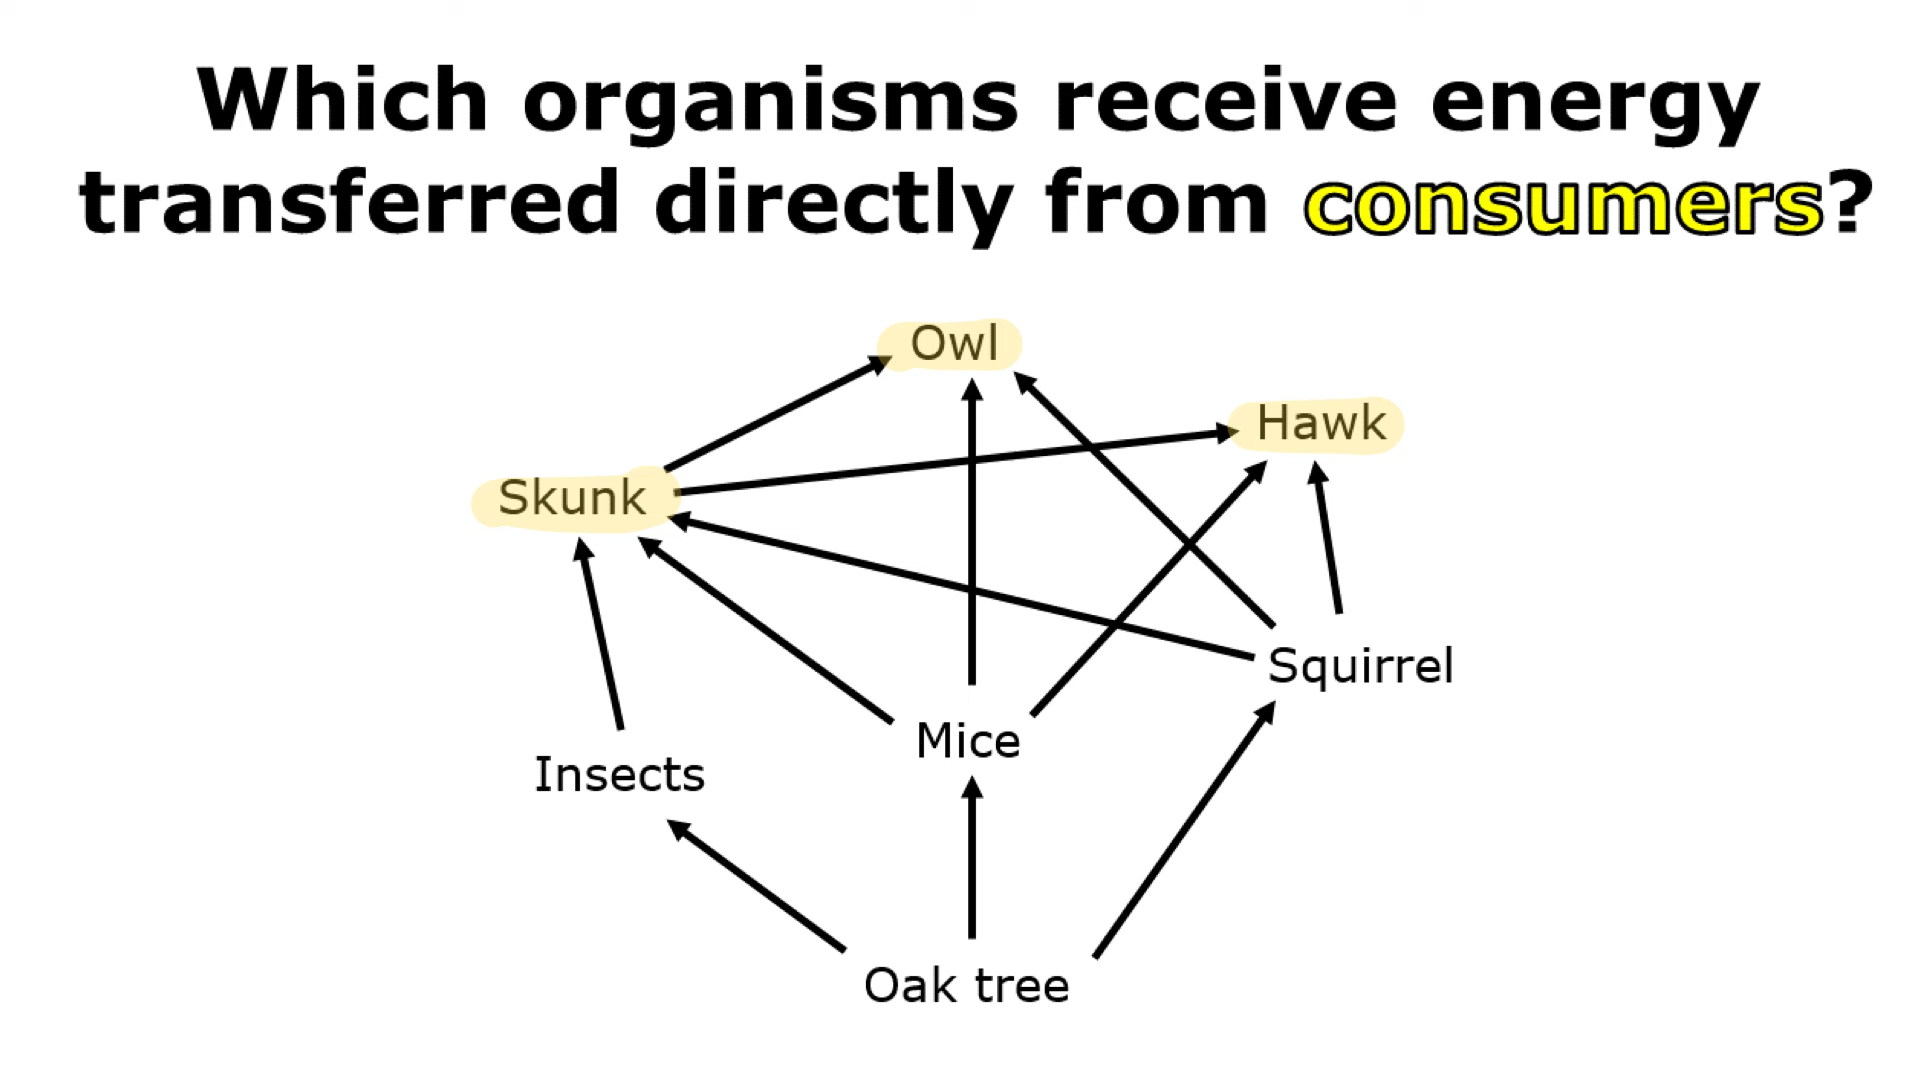 Which organisms receive energy
transferred directly from consumers?
Owl
Hawk
Skunk
Squirrel
Mice
Insects
Oak tree